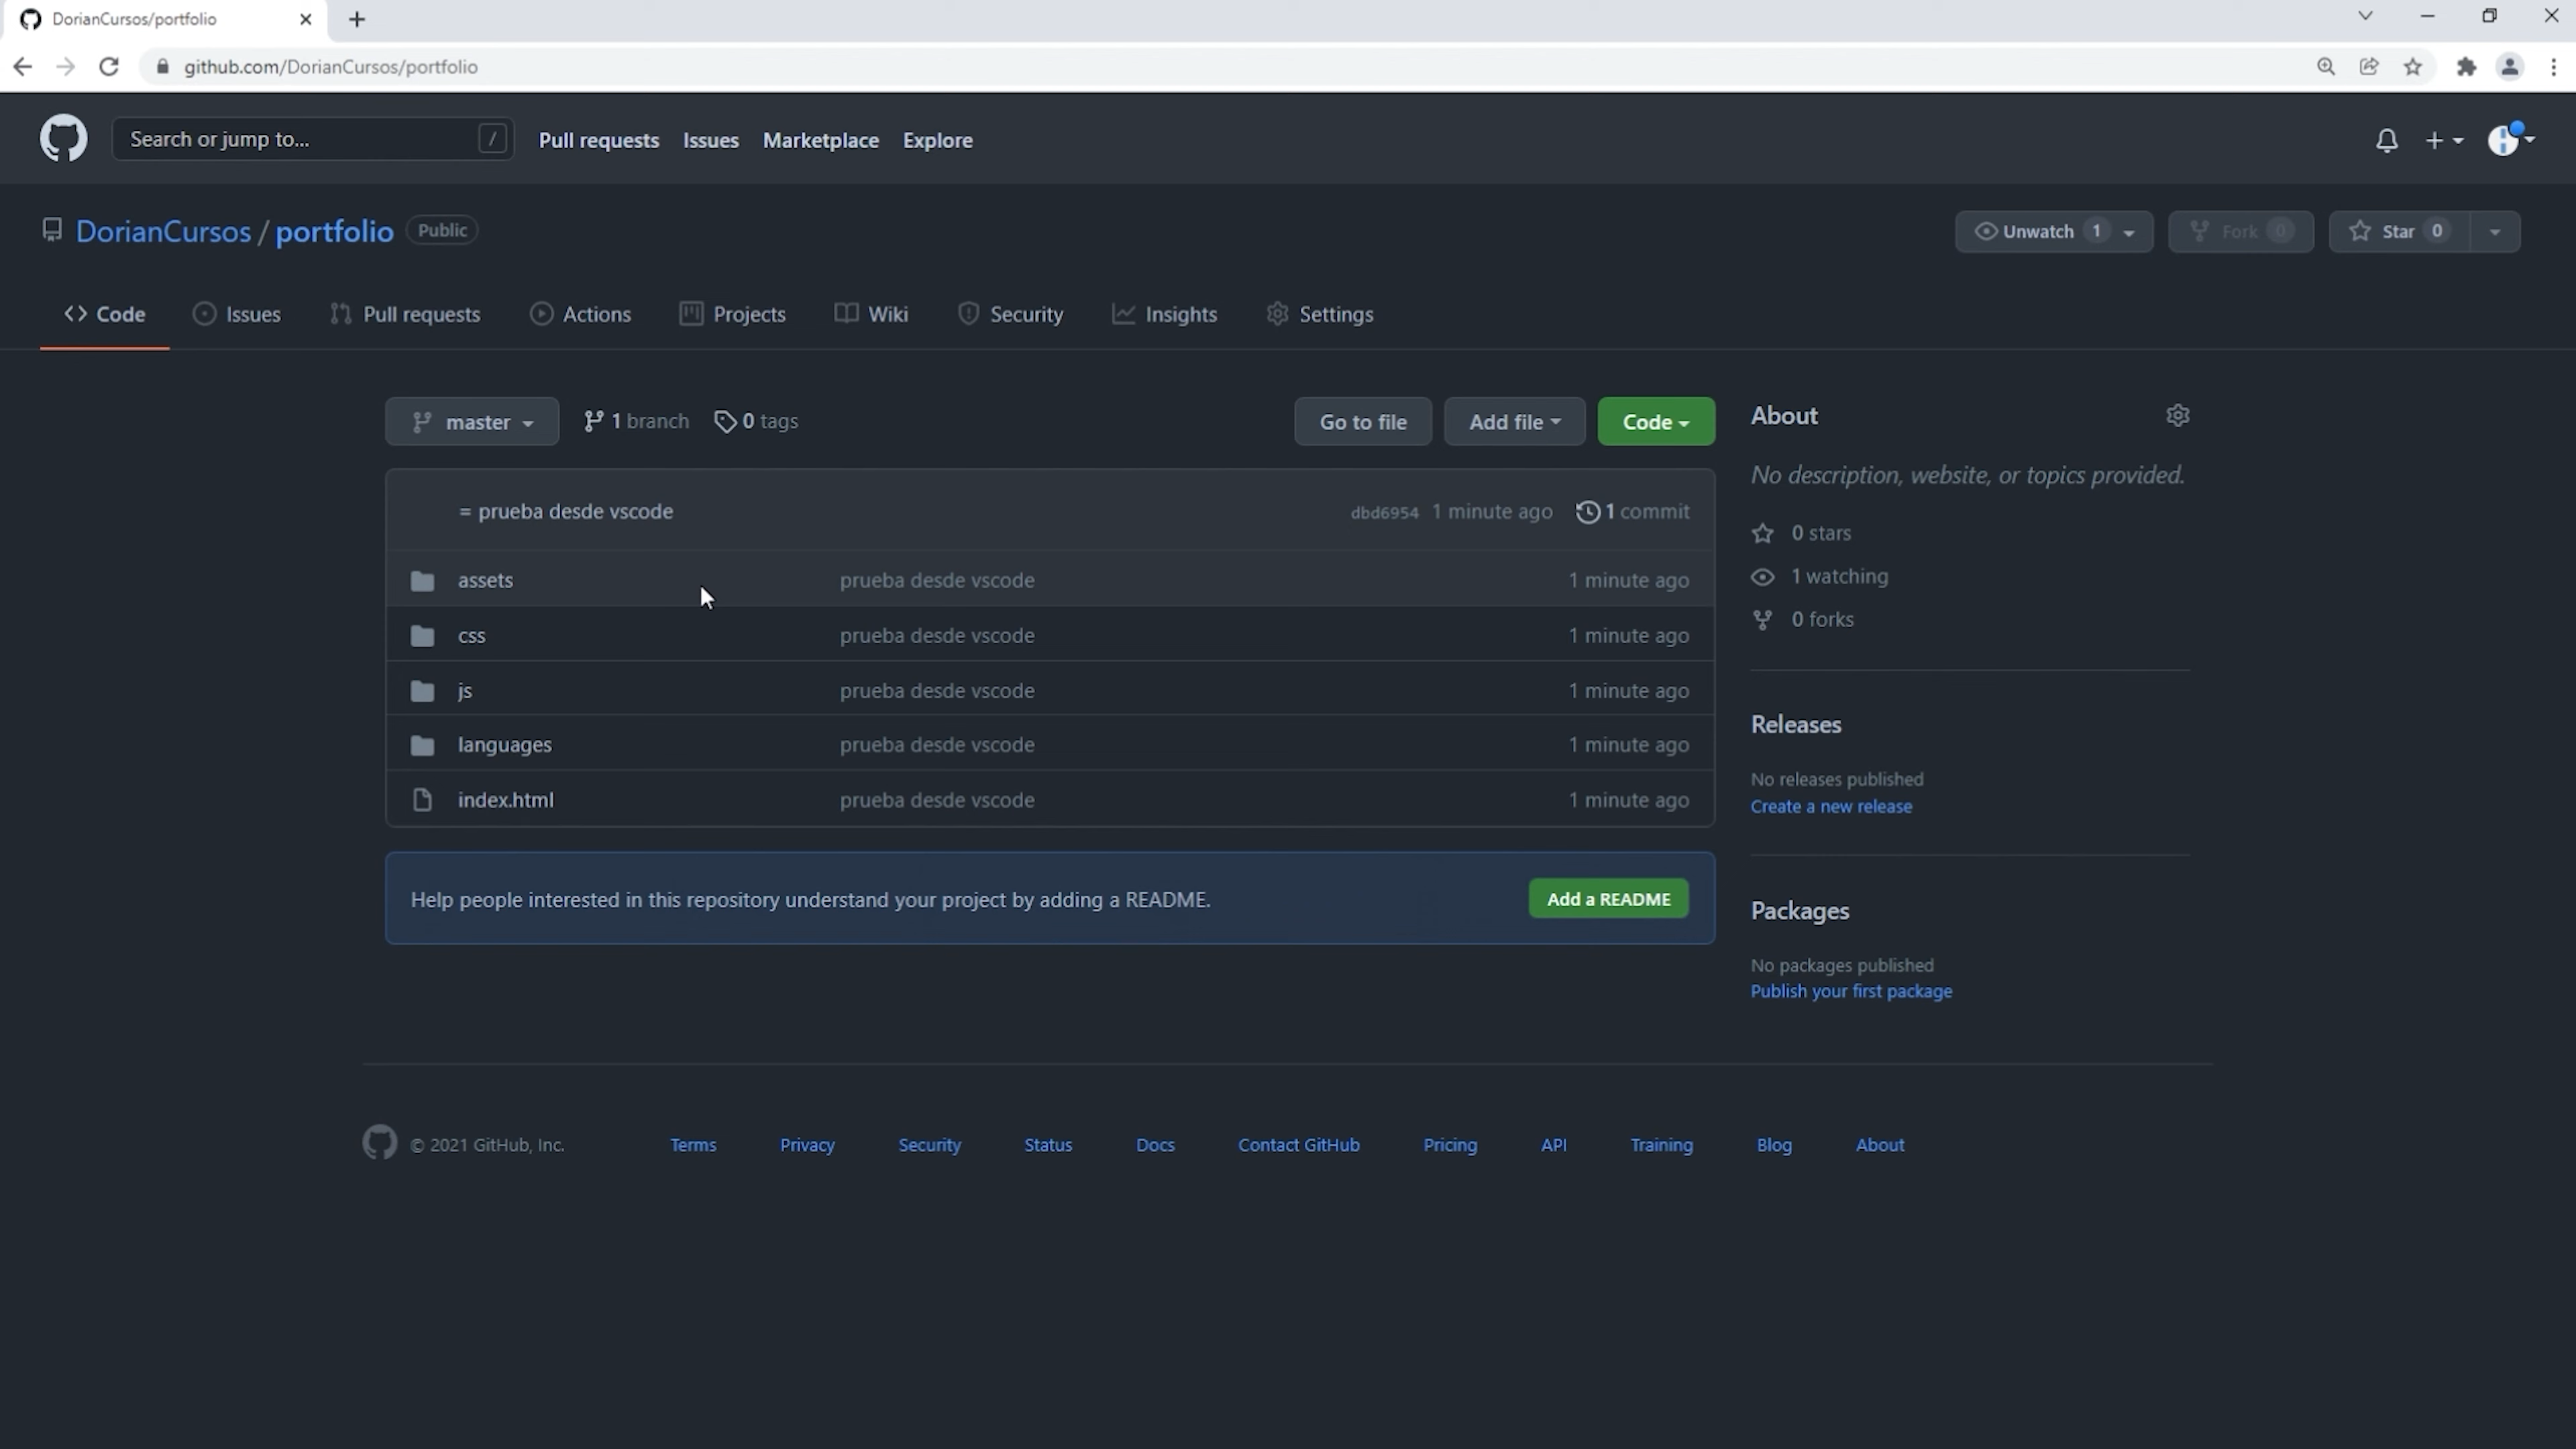 DorianCursos/portfolio
github.com/DorianCursos/portfolio
Search or jump to... / Pull requests Issues Marketplace Explore
DorianCursos / portfolio Public Unwatch 1 Fork 0 Star 0
Code Issues Pull requests Actions Projects Wiki Security Insights Settings
master 1 branch 0 tags Go to file Add file Code
About
No description, website, or topics provided.
= prueba desde vscode dbd6954 1 minute ago 1 commit
0 stars
assets prueba desde vscode 1 minute ago
1 watching
0 forks
css prueba desde vscode 1 minute ago
js prueba desde vscode 1 minute ago
Releases
languages prueba desde vscode 1 minute ago
No releases published
index.html prueba desde vscode 1 minute ago
Create a new release
Help people interested in this repository understand your project by adding a README. Add a README
Packages
No packages published
Publish your first package
© 2021 GitHub, Inc. Terms Privacy Security Status Docs Contact GitHub Pricing API Training Blog About